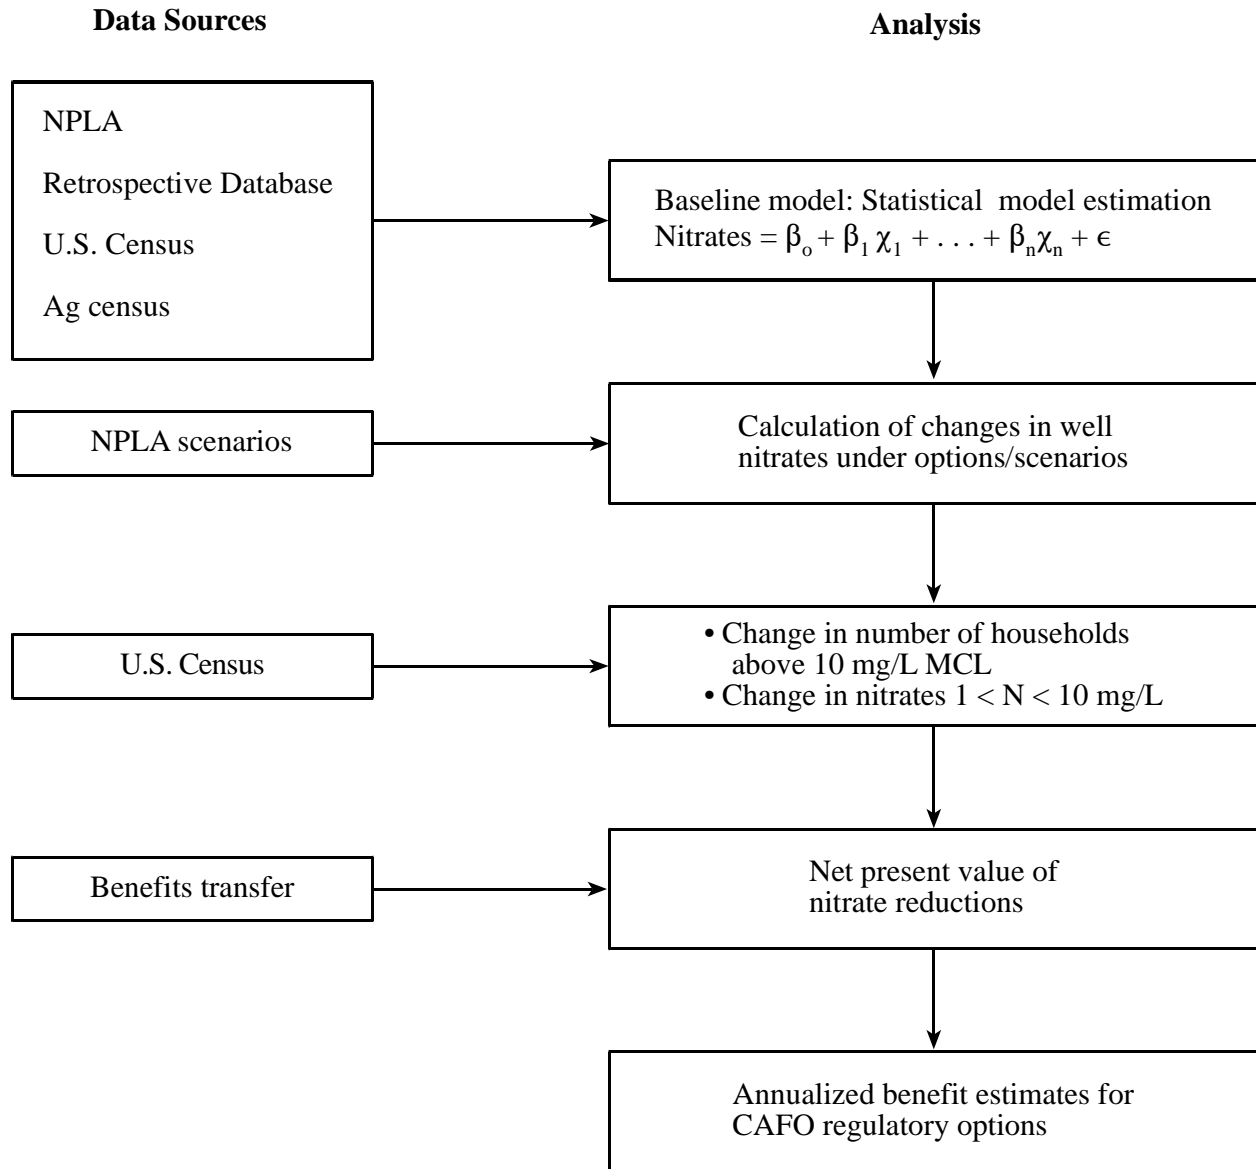 Data Sources
Analysis
NPLA
Retrospective Database
U.S. Census
Ag census
Baseline model: Statistical model estimation
Nitrates = βₒ + β₁ χ₁ + . . . + βₙχₙ + ϵ
NPLA scenarios
Calculation of changes in well
nitrates under options/scenarios
U.S. Census
• Change in number of households
above 10 mg/L MCL
• Change in nitrates 1 < N < 10 mg/L
Benefits transfer
Net present value of
nitrate reductions
Annualized benefit estimates for
CAFO regulatory options